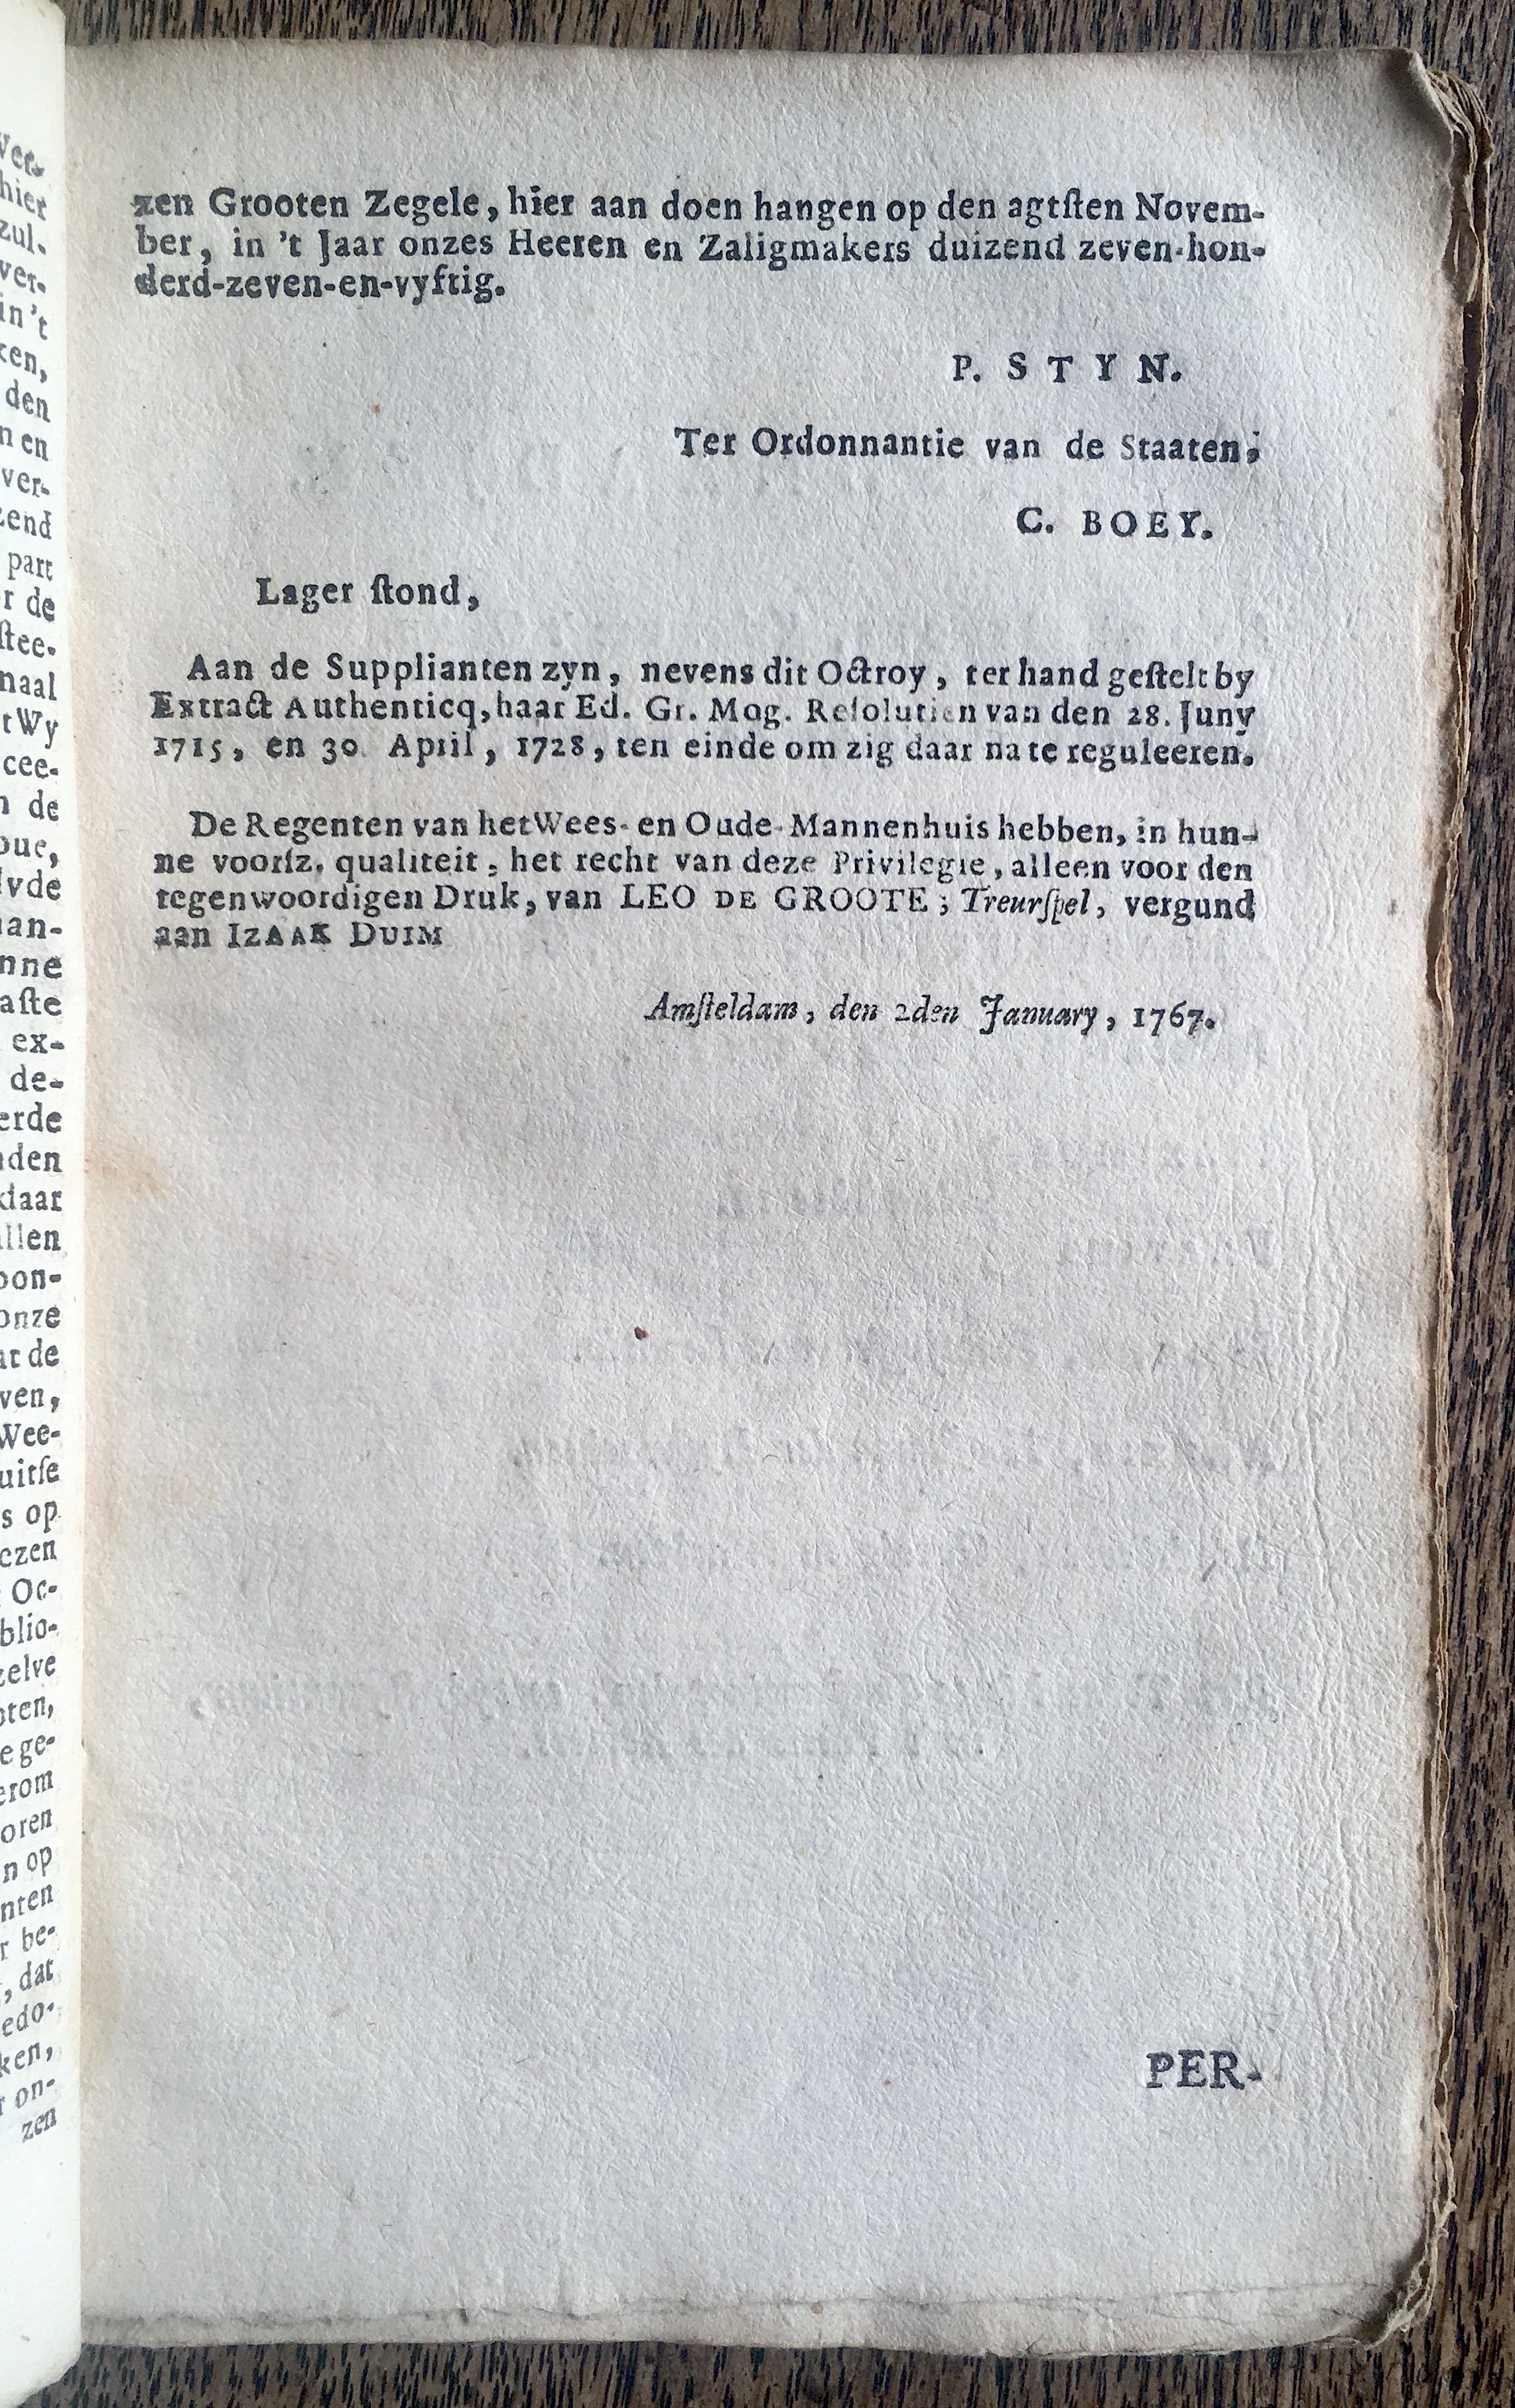 zen Grooten Zegele, hier aan doen hangen op den agtſten Novem-
ber, in 't Jaar onzes Heeren en Zaligmakers duizend zeven-hon-
derd-zeven-en-vyftig.
P. STYN.
Ter Ordonnantie van de Staaten;
C. BOEY.
Lager ſtond,
Aan de Supplianten zyn, nevens dit Octroy, ter hand geſtelt by
Extract Authenticq, haar Ed. Gr. Mog. Reſolutien van den 28. Juny
1715, en 30 April, 1728, ten einde om zig daar na te reguleeren.
De Regenten van het Wees- en Oude-Mannenhuis hebben, in hun-
ne voorſz. qualiteit, het recht van deze Privilegie, alleen voor den
tegenwoordigen Druk, van LEO DE GROOTE; Treurſpel, vergund
aan IZAAK DUIM
Amſteldam, den 2den January, 1767.
PER-